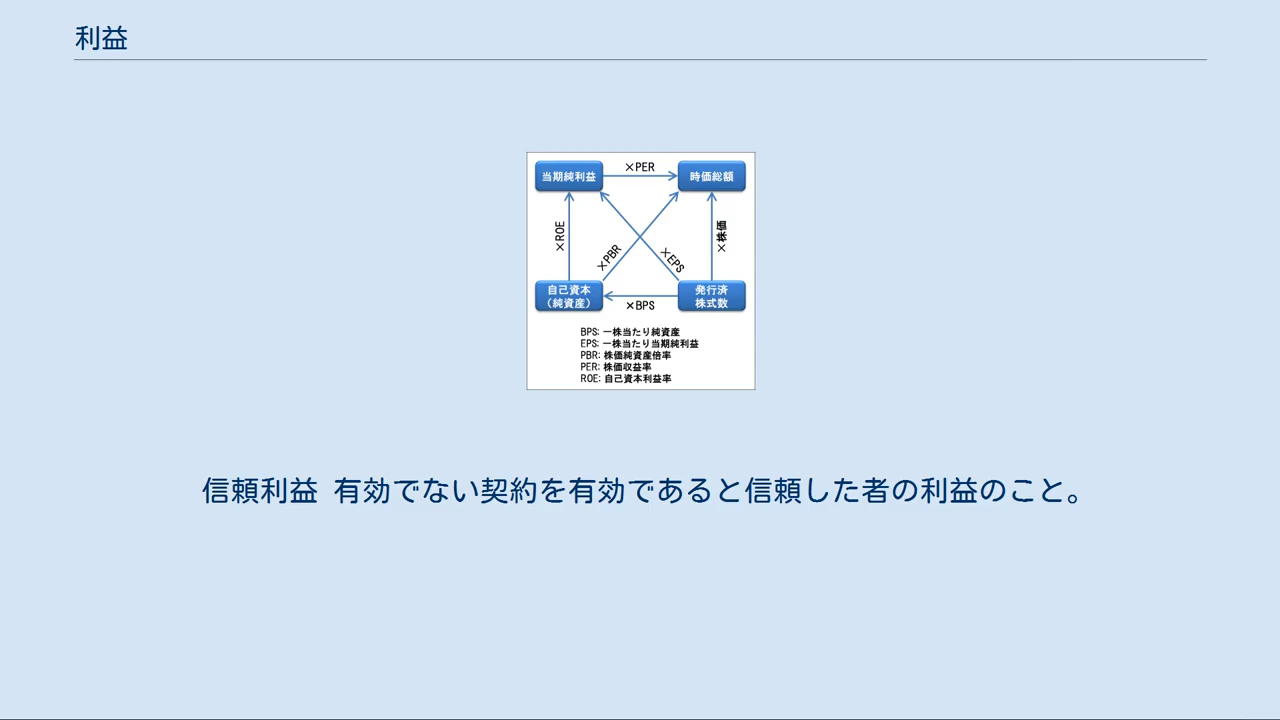 利益
当期純利益
×PER
時価総額
×ROE
×PBR
×EPS
×株価
自己資本
(純資産)
×BPS
発行済
株式数
BPS: 一株当たり純資産
EPS: 一株当たり当期純利益
PBR: 株価純資産倍率
PER: 株価収益率
ROE: 自己資本利益率
信頼利益 有効でない契約を有効であると信頼した者の利益のこと。